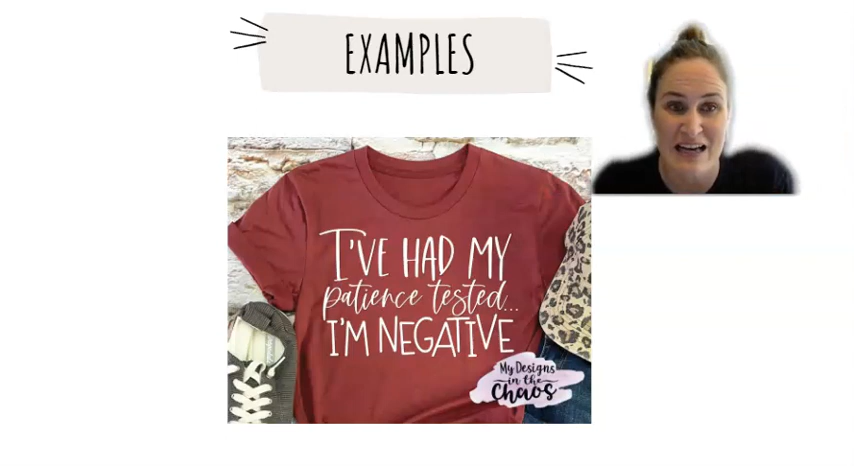 EXAMPLES
I'VE HAD MY
patience tested...
I'M NEGATIVE
My Designs
in the
Chaos